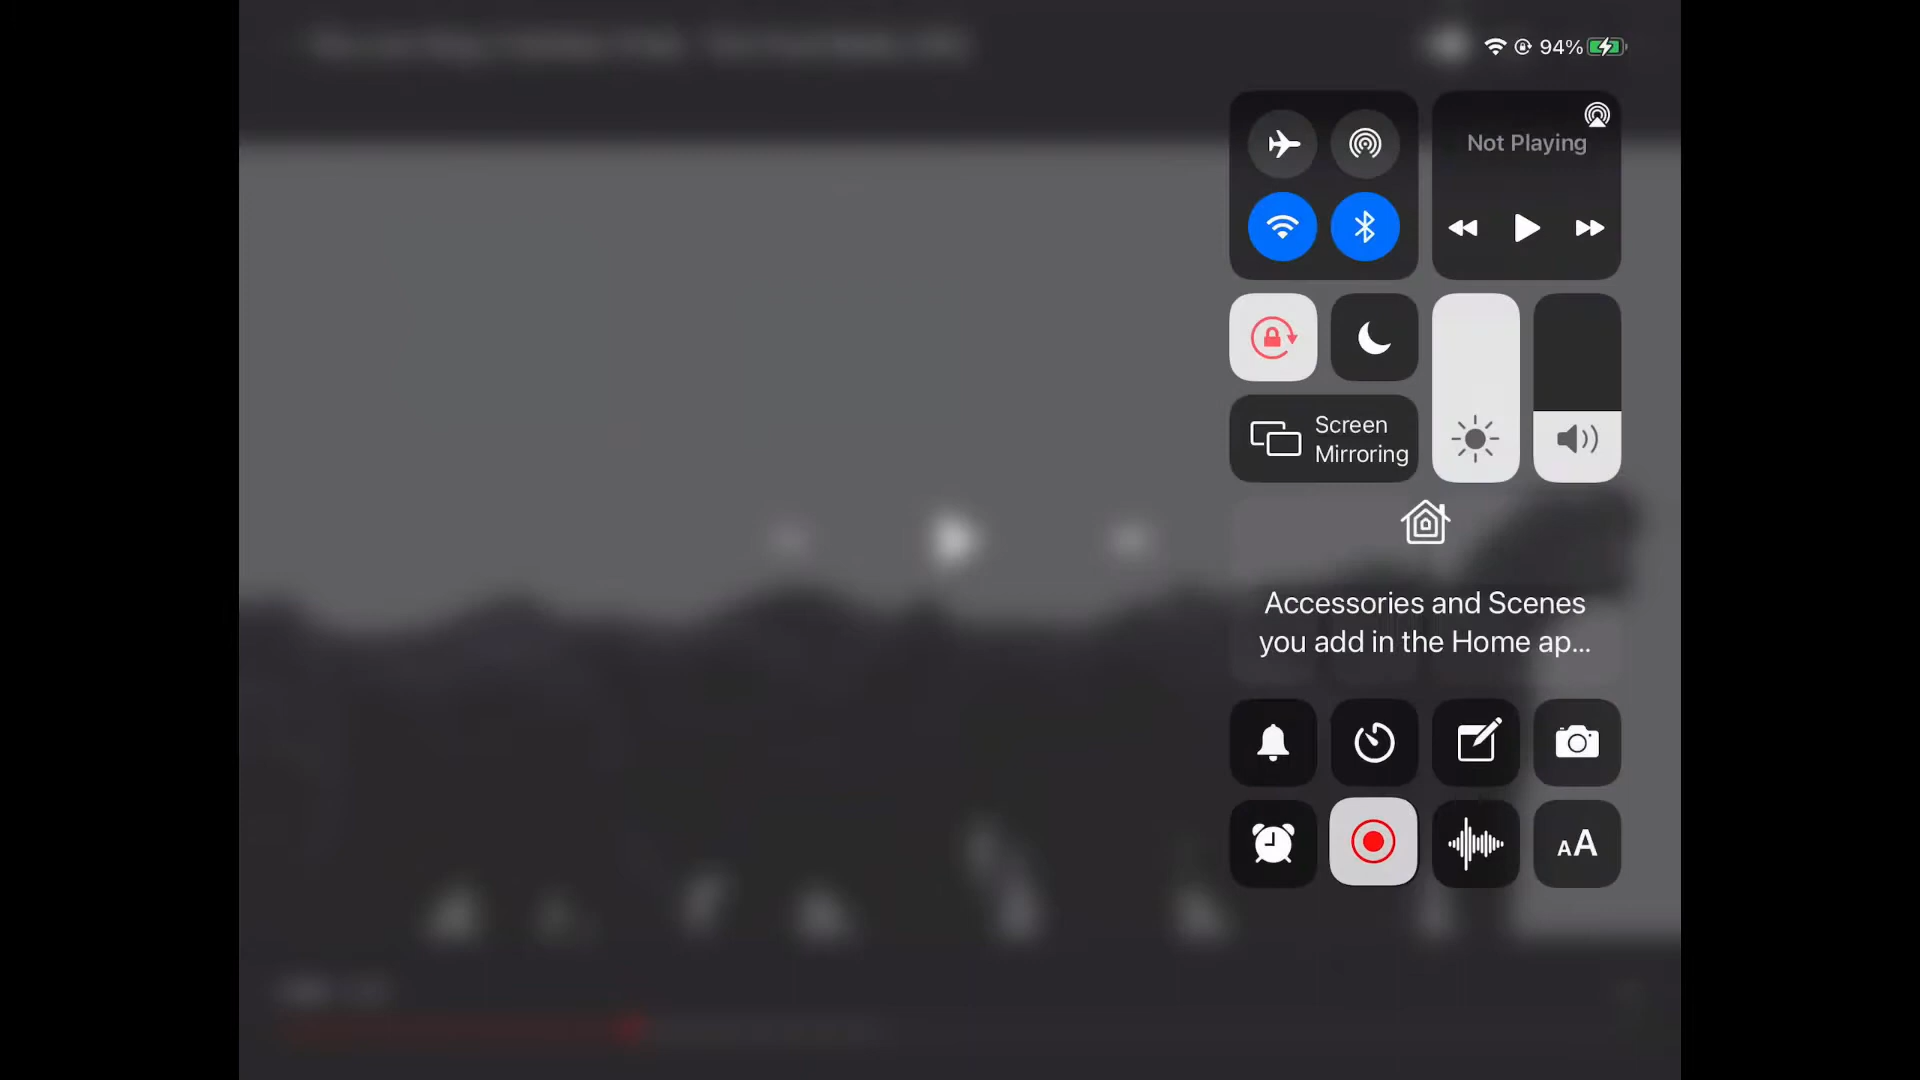 94%
Not Playing
Screen
Mirroring
Accessories and Scenes
you add in the Home ap...
AA